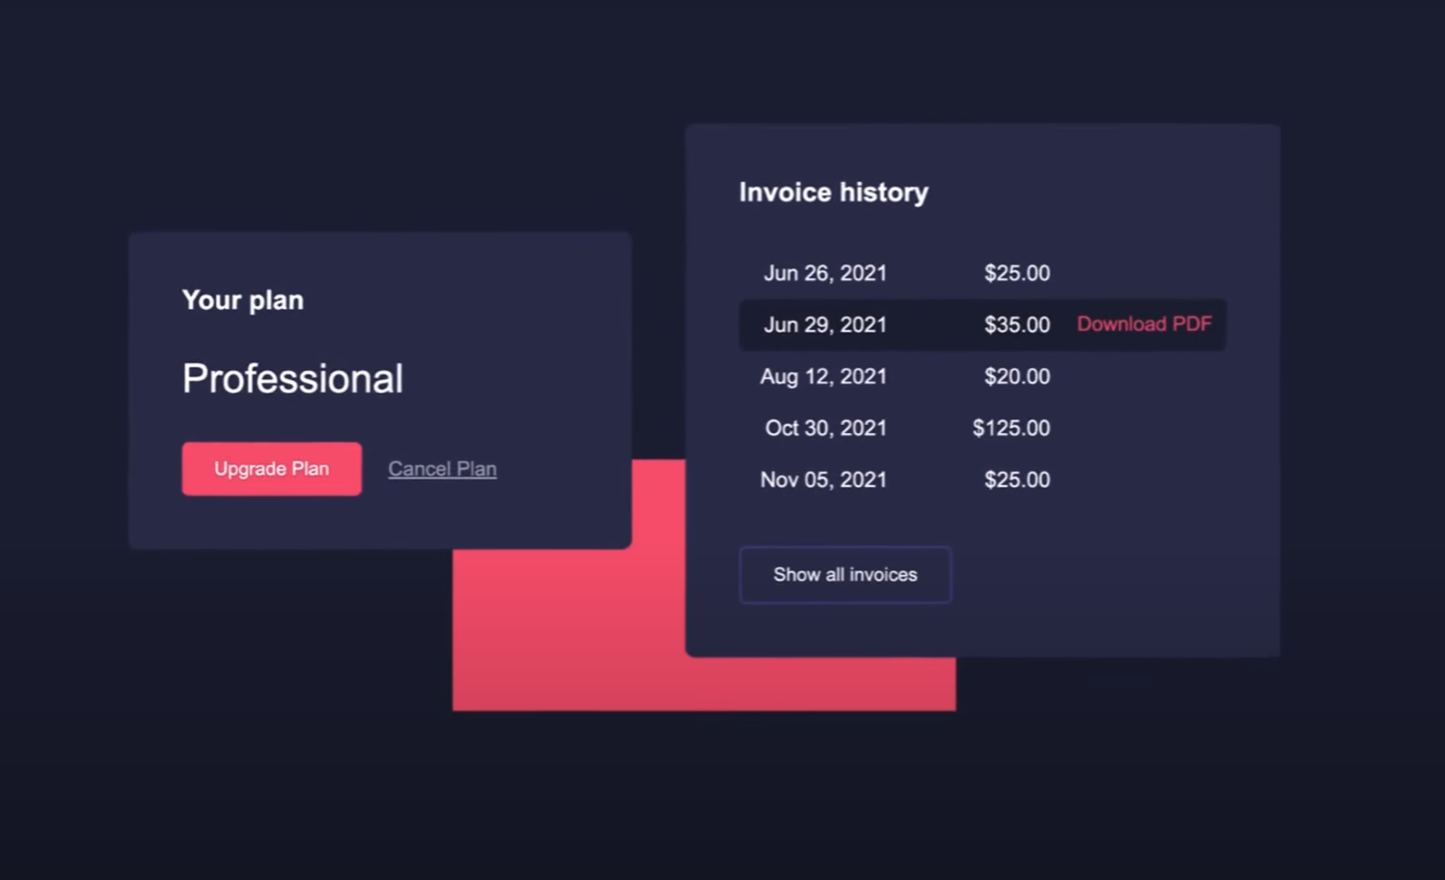 Your plan
Professional
Upgrade Plan Cancel Plan
Invoice history
Jun 26, 2021 $25.00
Jun 29, 2021 $35.00 Download PDF
Aug 12, 2021 $20.00
Oct 30, 2021 $125.00
Nov 05, 2021 $25.00
Show all invoices